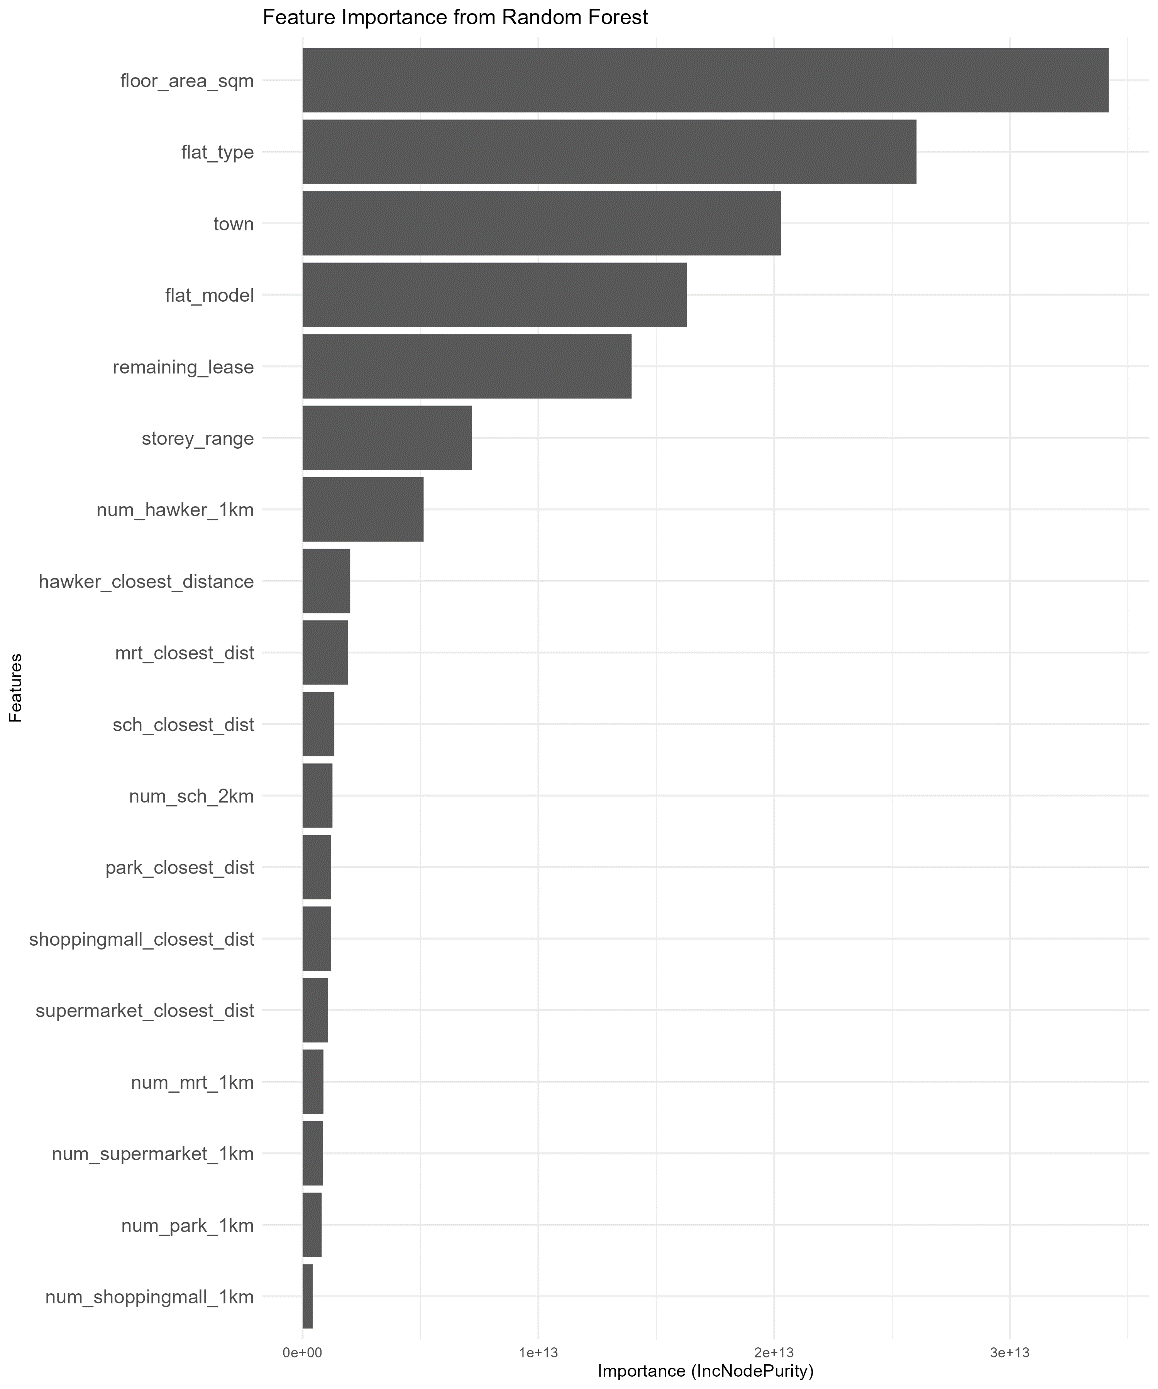 Feature Importance from Random Forest
floor_area_sqm
flat_type
town
flat_model
remaining_lease
storey_range
num_hawker_1km
hawker_closest_distance
mrt_closest_dist
sch_closest_dist
num_sch_2km
park_closest_dist
shoppingmall_closest_dist
supermarket_closest_dist
num_mrt_1km
num_supermarket_1km
num_park_1km
num_shoppingmall_1km
Features
0e+00 1e+13 2e+13 3e+13
Importance (IncNodePurity)